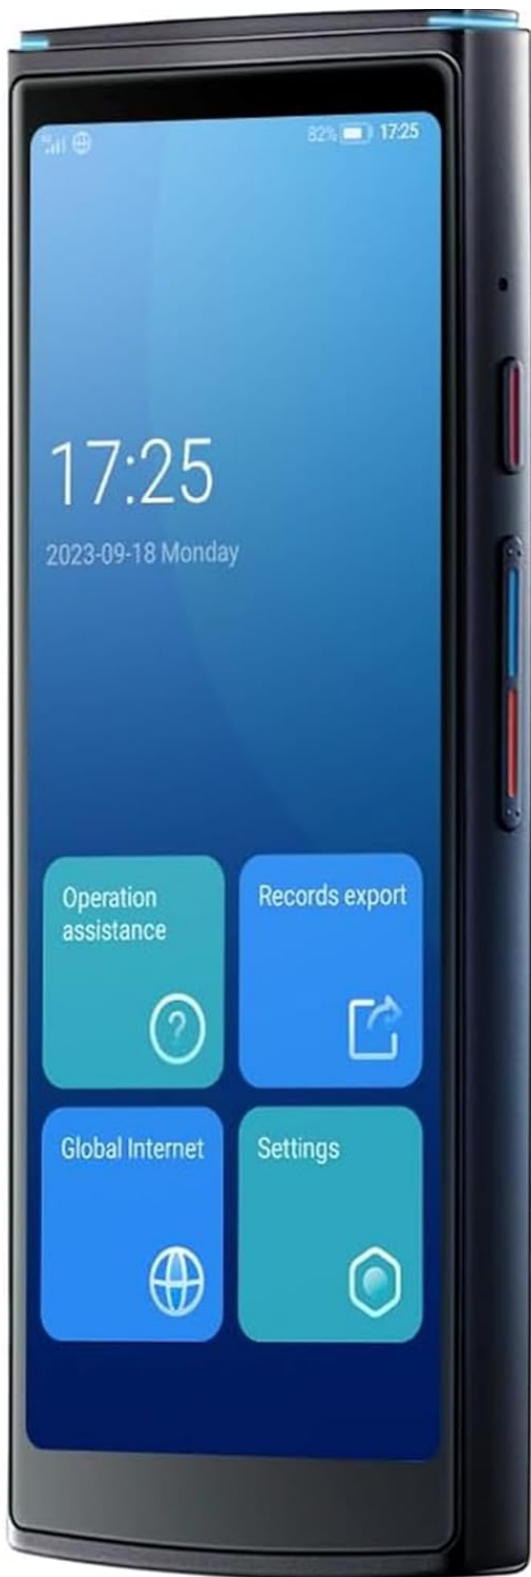 82% 17:25
17:25
2023-09-18 Monday
Operation
assistance
Records export
Global Internet
Settings